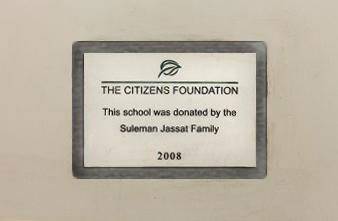 THE CITIZENS FOUNDATION
This school was donated by the
Suleman Jassat Family
2008